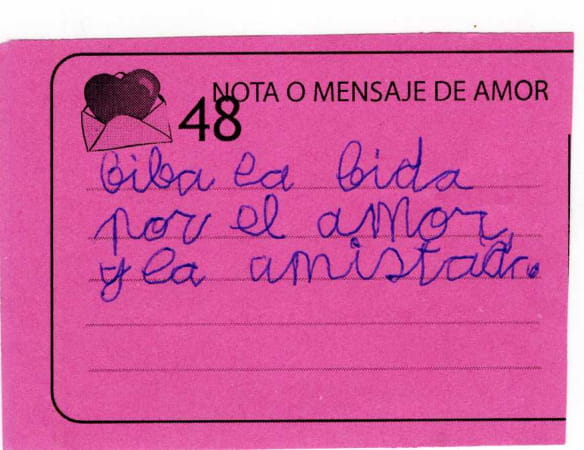 NOTA O MENSAJE DE AMOR
48
biba la bida
por el amor
y la amistad.